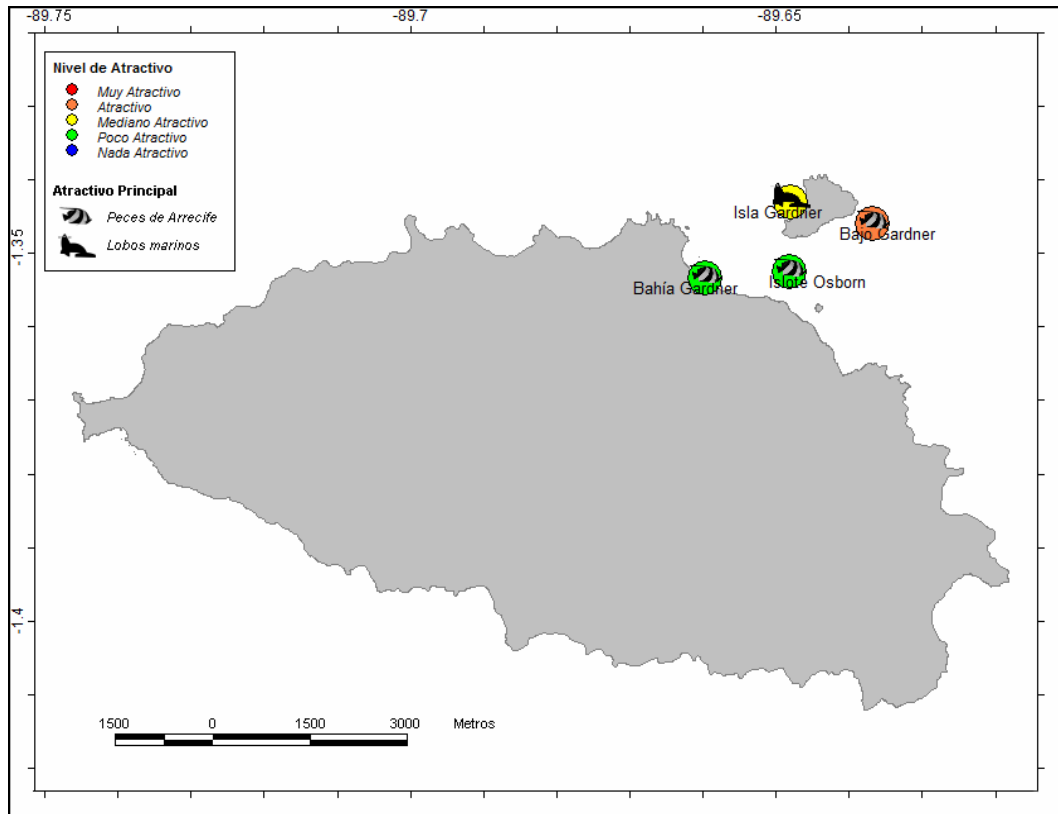 -89.75 -89.7 -89.65
Nivel de Atractivo
Muy Atractivo
Atractivo
Mediano Atractivo
Poco Atractivo
Nada Atractivo
Atractivo Principal
Peces de Arrecife
Lobos marinos
Isla Gardner
Bajo Gardner
Bahía Gardner
Islote Osborn
-1.35
-1.4
1500 0 1500 3000 Metros